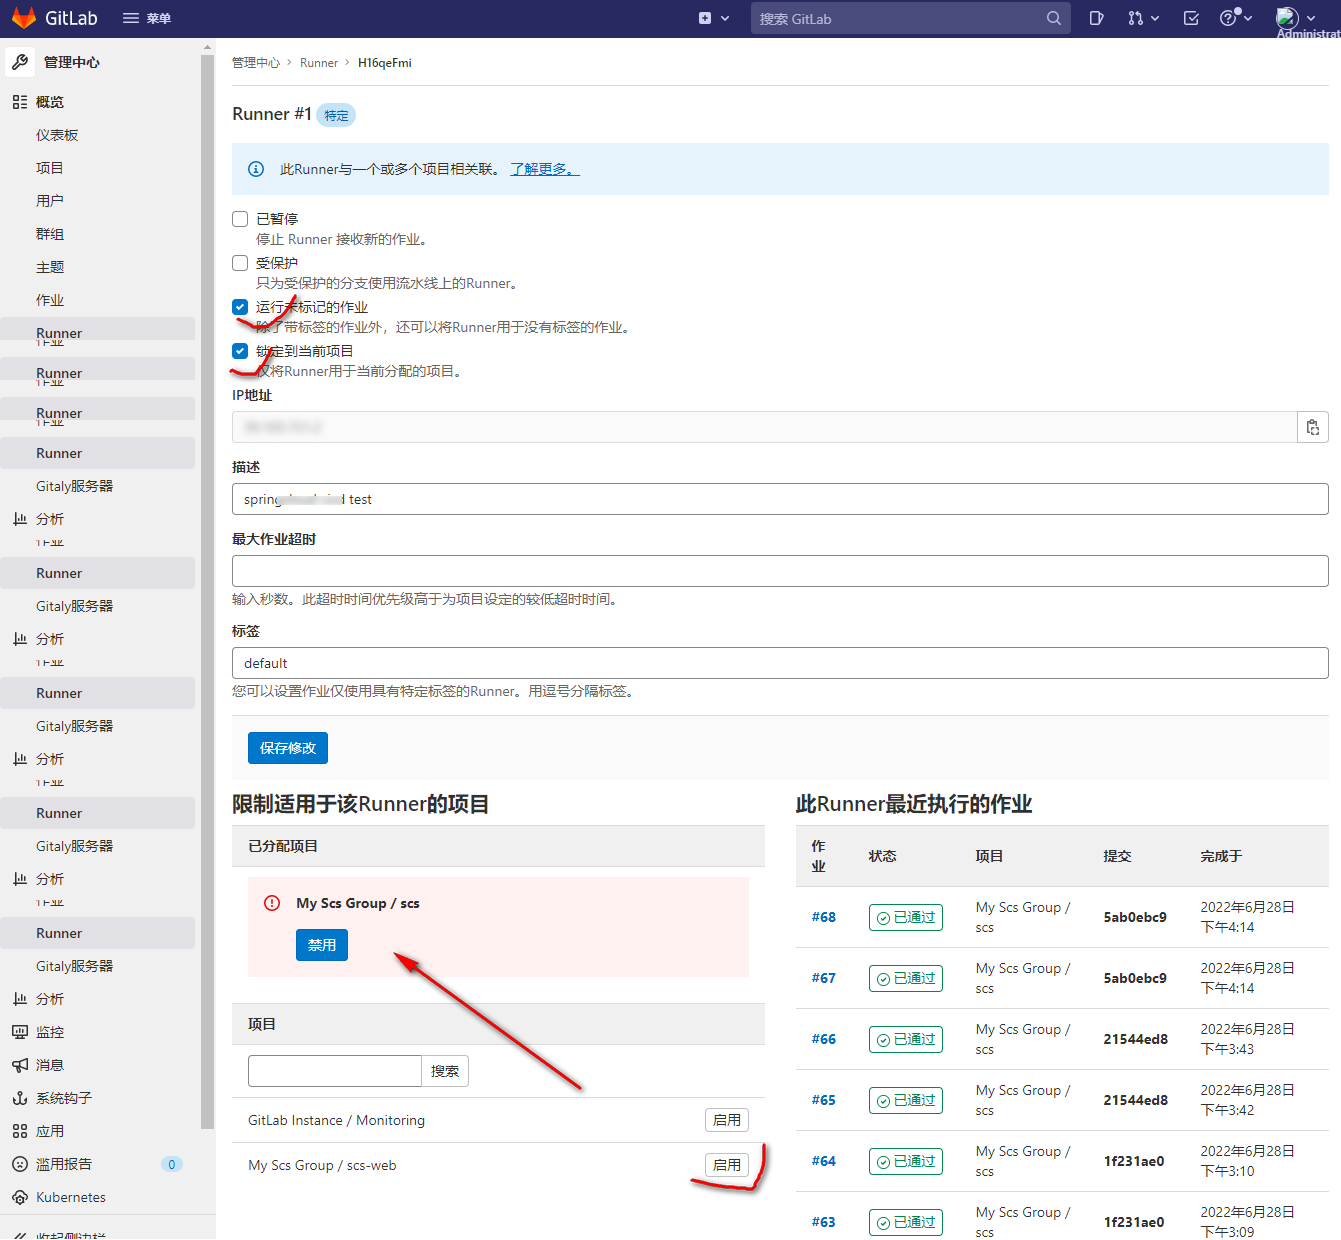 GitLab 菜单 搜索 GitLab
Administrat
管理中心
概览
仪表板
项目
用户
群组
主题
作业
Runner
作业
Runner
作业
Runner
作业
Runner
Gitaly服务器
分析
作业
Runner
Gitaly服务器
分析
作业
Runner
Gitaly服务器
分析
作业
Runner
Gitaly服务器
分析
作业
Runner
Gitaly服务器
分析
监控
消息
系统钩子
应用
滥用报告 0
Kubernetes
收起侧边栏
管理中心 › Runner › H16qeFmi
Runner #1 特定
此Runner与一个或多个项目相关联。 了解更多。
已暂停
停止 Runner 接收新的作业。
受保护
只为受保护的分支使用流水线上的Runner。
运行未标记的作业
除了带标签的作业外，还可以将Runner用于没有标签的作业。
锁定到当前项目
仅将Runner用于当前分配的项目。
IP地址
描述
spring test
最大作业超时
输入秒数。此超时时间优先级高于为项目设定的较低超时时间。
标签
default
您可以设置作业仅使用具有特定标签的Runner。用逗号分隔标签。
保存修改
限制适用于该Runner的项目
已分配项目
My Scs Group / scs
禁用
项目
搜索
GitLab Instance / Monitoring 启用
My Scs Group / scs-web 启用
此Runner最近执行的作业
作业 状态 项目 提交 完成于
#68 已通过 My Scs Group / scs 5ab0ebc9 2022年6月28日 下午4:14
#67 已通过 My Scs Group / scs 5ab0ebc9 2022年6月28日 下午4:14
#66 已通过 My Scs Group / scs 21544ed8 2022年6月28日 下午3:43
#65 已通过 My Scs Group / scs 21544ed8 2022年6月28日 下午3:42
#64 已通过 My Scs Group / scs 1f231ae0 2022年6月28日 下午3:10
#63 已通过 My Scs Group / scs 1f231ae0 2022年6月28日 下午3:09